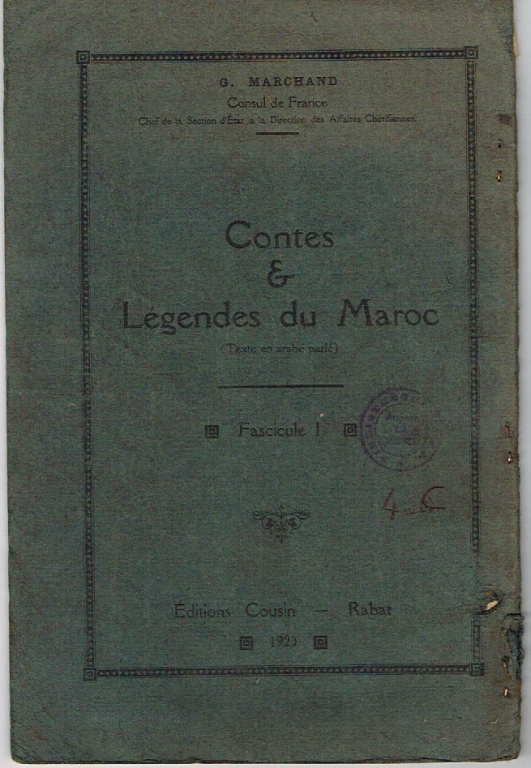 G. MARCHAND
Consul de France
Chef de la Section d'État à la Direction des Affaires Chérifiennes
Contes
&
Légendes du Maroc
(Texte en arabe parlé)
Fascicule I
4
Éditions Cousin — Rabat
1923